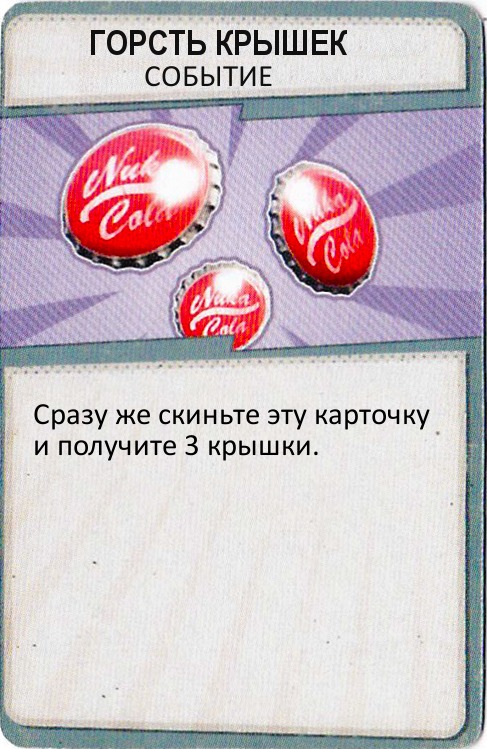 ГОРСТЬ КРЫШЕК
СОБЫТИЕ
Nuka
Cola
Nuka
Cola
Nuka
Cola
Сразу же скиньте эту карточку
и получите 3 крышки.